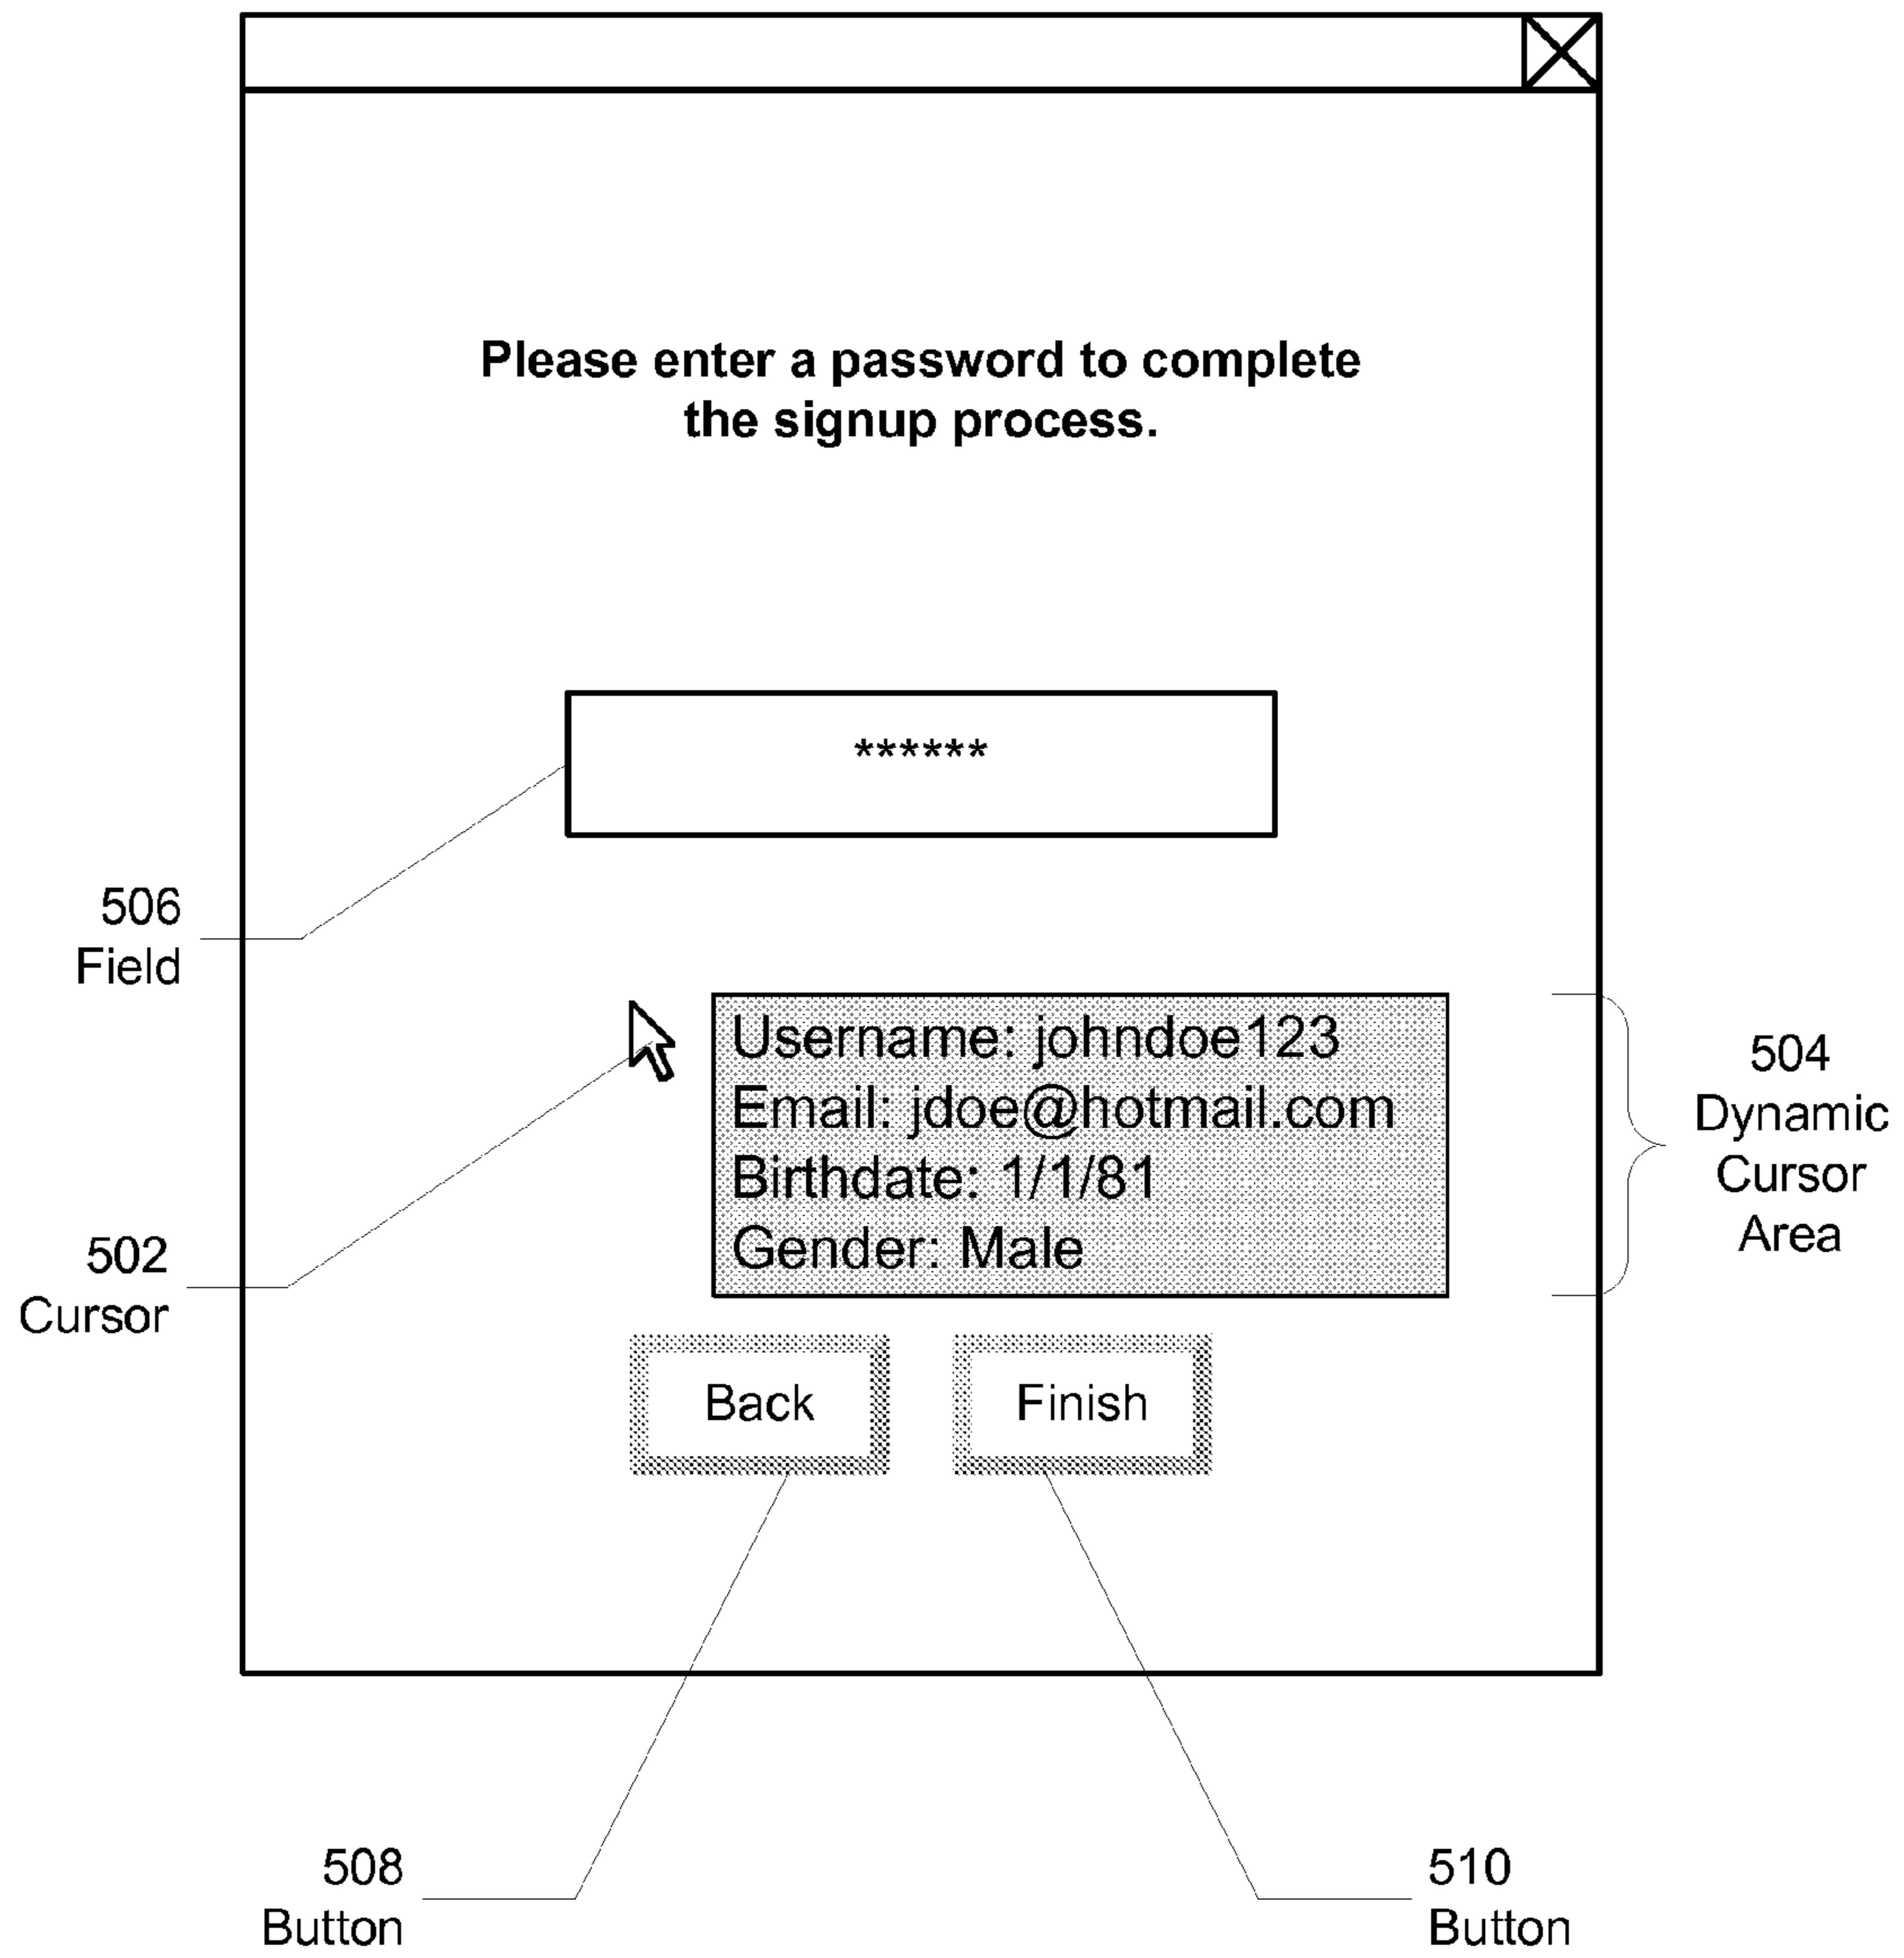 Please enter a password to complete
the signup process.
******
506
Field
Username: johndoe123
Email: jdoe@hotmail.com
Birthdate: 1/1/81
Gender: Male
504
Dynamic
Cursor
Area
502
Cursor
Back
Finish
508
Button
510
Button